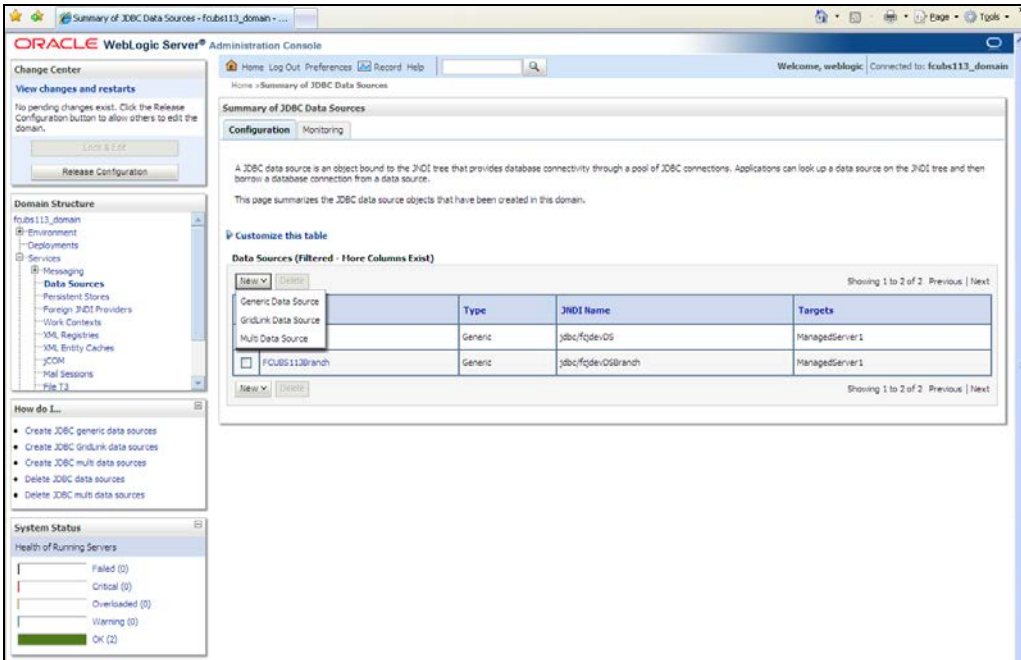 Summary of JDBC Data Sources - fcubs113_domain - ...
Page
Tools
ORACLE WebLogic Server® Administration Console
Change Center
View changes and restarts
No pending changes exist. Click the Release
Configuration button to allow others to edit the
domain.
Lock & Edit
Release Configuration
Domain Structure
fcubs113_domain
Environment
Deployments
Services
Messaging
Data Sources
Persistent Stores
Foreign JNDI Providers
Work Contexts
XML Registries
XML Entity Caches
jCOM
Mail Sessions
File T3
How do I...
Create JDBC generic data sources
Create JDBC GridLink data sources
Create JDBC multi data sources
Delete JDBC data sources
Delete JDBC multi data sources
System Status
Health of Running Servers
Failed (0)
Critical (0)
Overloaded (0)
Warning (0)
OK (2)
Home Log Out Preferences Record Help
Welcome, weblogic Connected to: fcubs113_domain
Home >Summary of JDBC Data Sources
Summary of JDBC Data Sources
Configuration Monitoring
A JDBC data source is an object bound to the JNDI tree that provides database connectivity through a pool of JDBC connections. Applications can look up a data source on the JNDI tree and then
borrow a database connection from a data source.
This page summarizes the JDBC data source objects that have been created in this domain.
Customize this table
Data Sources (Filtered - More Columns Exist)
New Delete Showing 1 to 2 of 2 Previous | Next
Generic Data Source
GridLink Data Source
Multi Data Source
Type JNDI Name Targets
Generic jdbc/fcjdevDS ManagedServer1
FCUBS113Branch Generic jdbc/fcjdevDSBranch ManagedServer1
New Delete Showing 1 to 2 of 2 Previous | Next